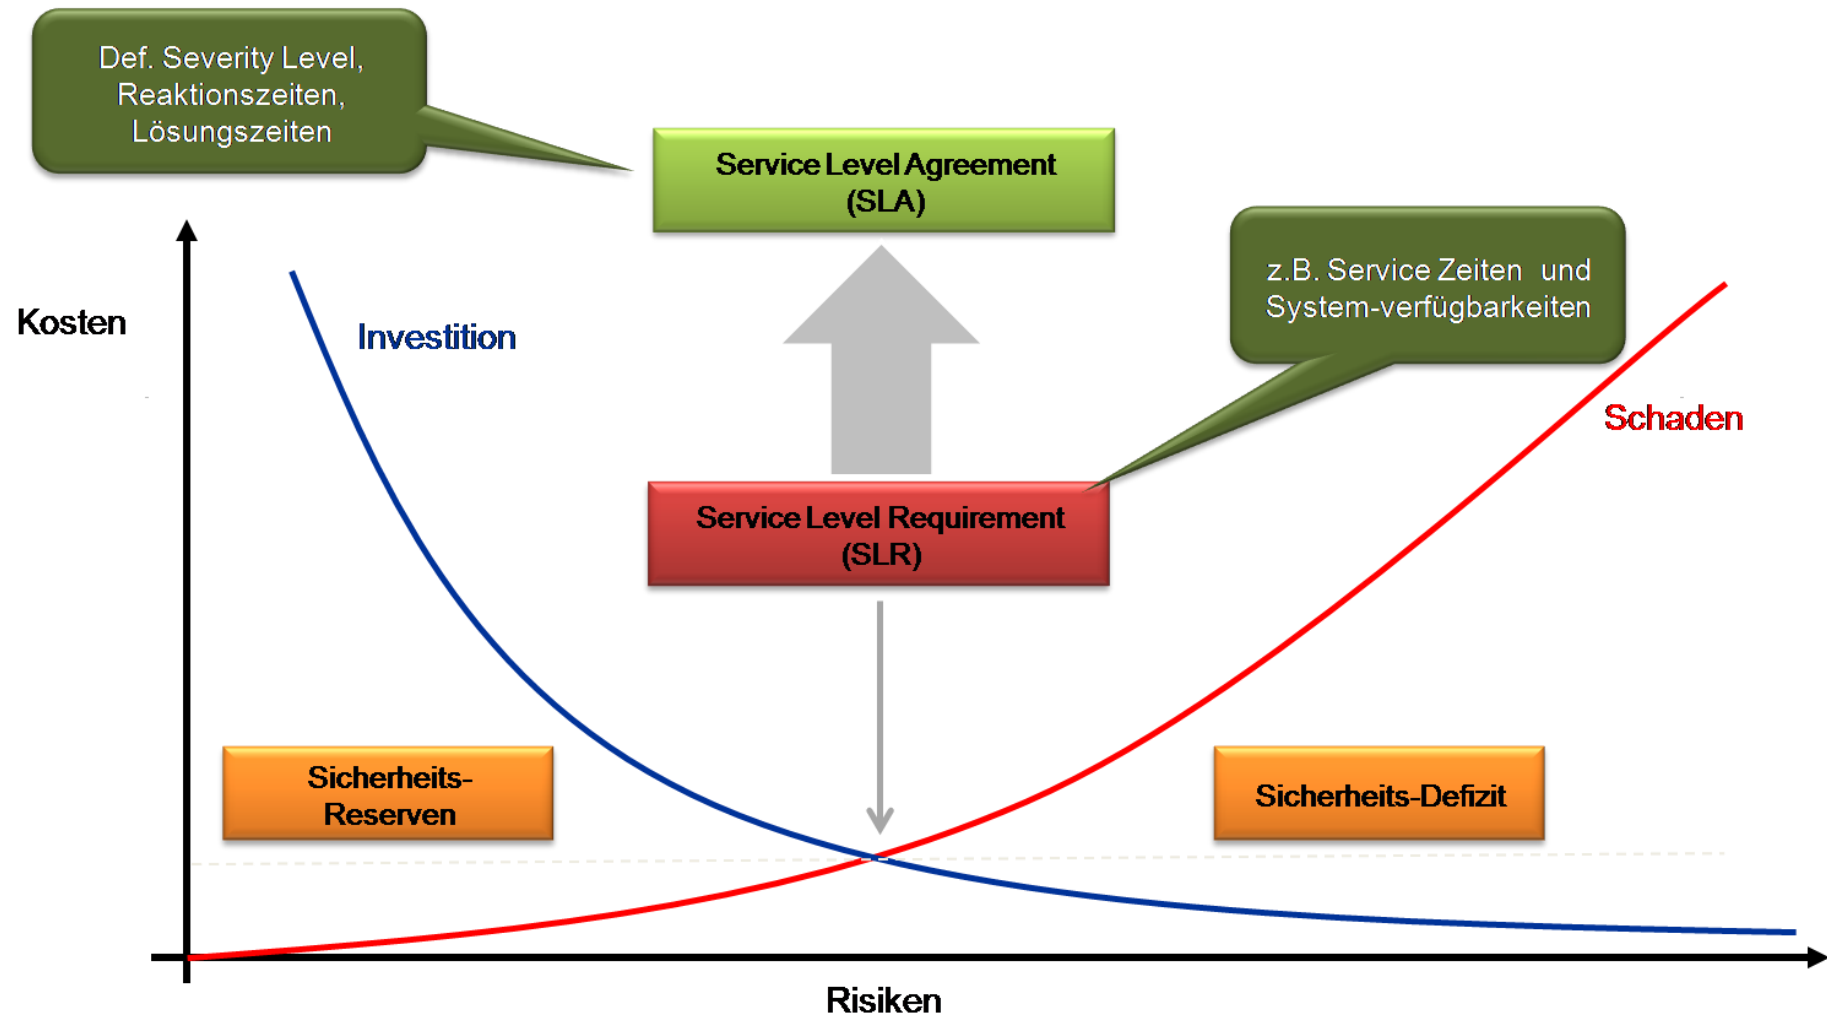 Def. Severity Level,
Reaktionszeiten,
Lösungszeiten
Service Level Agreement
(SLA)
z.B. Service Zeiten und
System-verfügbarkeiten
Kosten
Investition
Schaden
Service Level Requirement
(SLR)
Sicherheits-
Reserven
Sicherheits-Defizit
Risiken